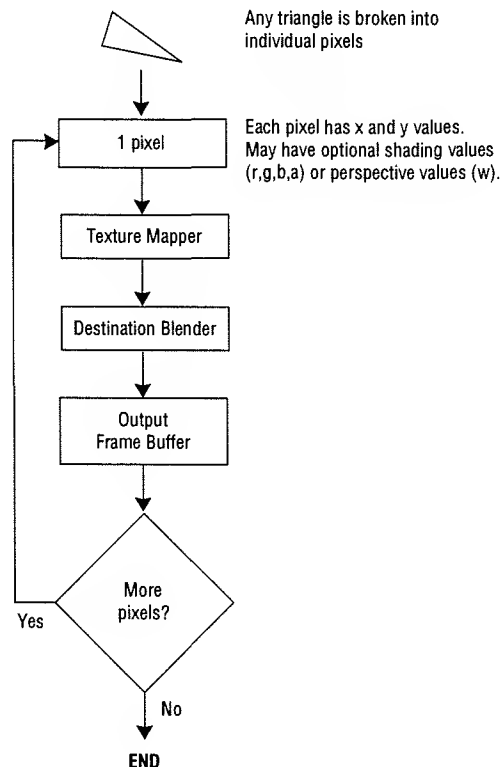 Any triangle is broken into
individual pixels
1 pixel
Each pixel has x and y values.
May have optional shading values
(r,g,b,a) or perspective values (w).
Texture Mapper
Destination Blender
Output
Frame Buffer
More
pixels?
Yes
No
END